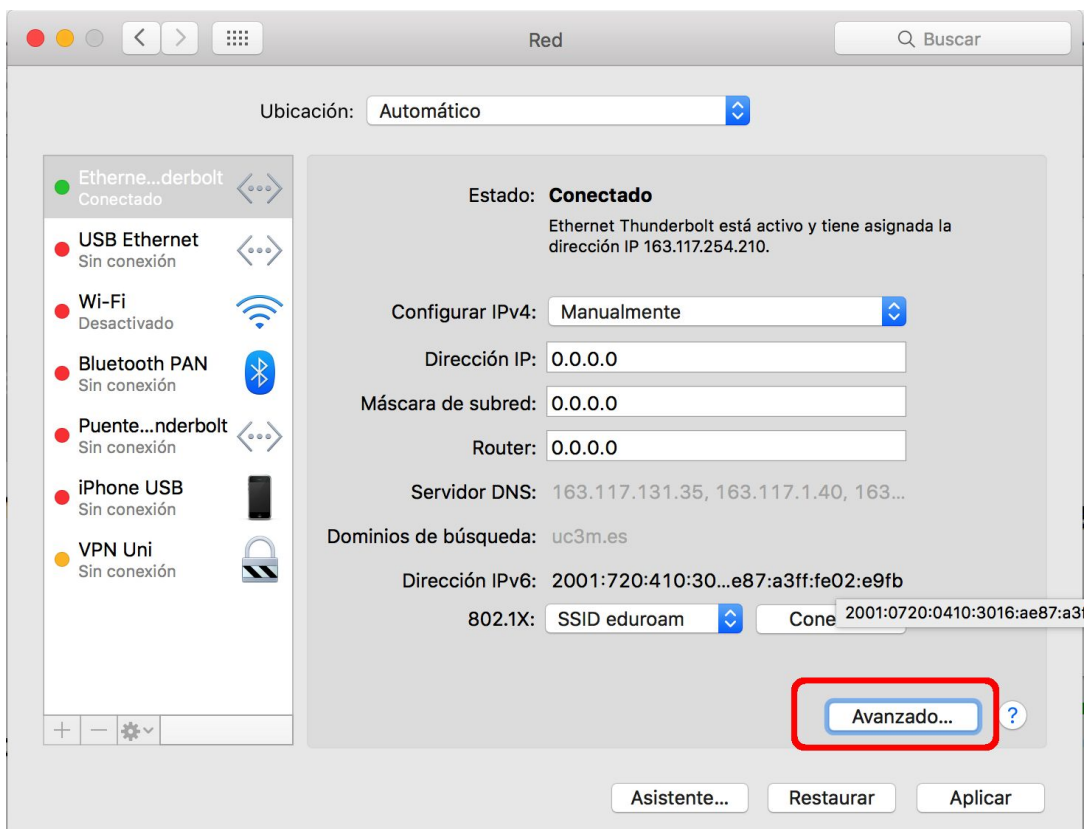 Red
Buscar
Ubicación: Automático
Etherne...derbolt
Conectado
USB Ethernet
Sin conexión
Wi-Fi
Desactivado
Bluetooth PAN
Sin conexión
Puente...nderbolt
Sin conexión
iPhone USB
Sin conexión
VPN Uni
Sin conexión
Estado: Conectado
Ethernet Thunderbolt está activo y tiene asignada la
dirección IP 163.117.254.210.
Configurar IPv4: Manualmente
Dirección IP: 0.0.0.0
Máscara de subred: 0.0.0.0
Router: 0.0.0.0
Servidor DNS: 163.117.131.35, 163.117.1.40, 163...
Dominios de búsqueda: uc3m.es
Dirección IPv6: 2001:720:410:30...e87:a3ff:fe02:e9fb
802.1X: SSID eduroam Cone
2001:0720:0410:3016:ae87:a3
Avanzado... ?
Asistente... Restaurar Aplicar